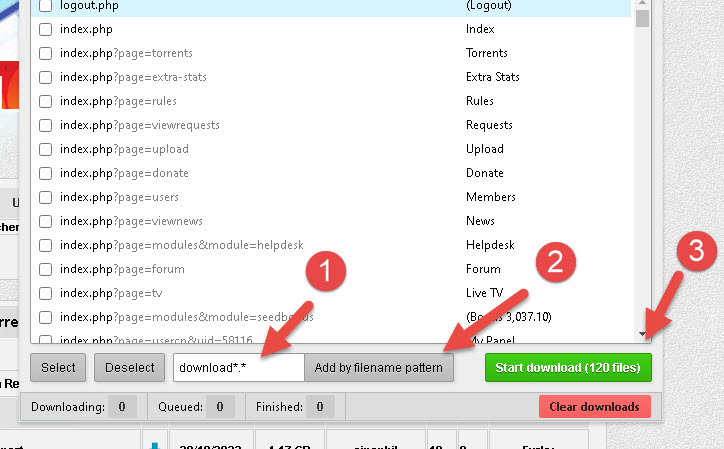 logout.php (Logout)
index.php Index
index.php?page=torrents Torrents
index.php?page=extra-stats Extra Stats
index.php?page=rules Rules
index.php?page=viewrequests Requests
index.php?page=upload Upload
index.php?page=donate Donate
index.php?page=users Members
index.php?page=viewnews News
index.php?page=modules&module=helpdesk Helpdesk
index.php?page=forum Forum
index.php?page=tv Live TV
index.php?page=modules&module=seedbonus (Bonus 3,037.10)
index.php?page=usercp&uid=58116 My Panel
1
2
3
Select Deselect download*.* Add by filename pattern Start download (120 files)
Downloading: 0 Queued: 0 Finished: 0 Clear downloads